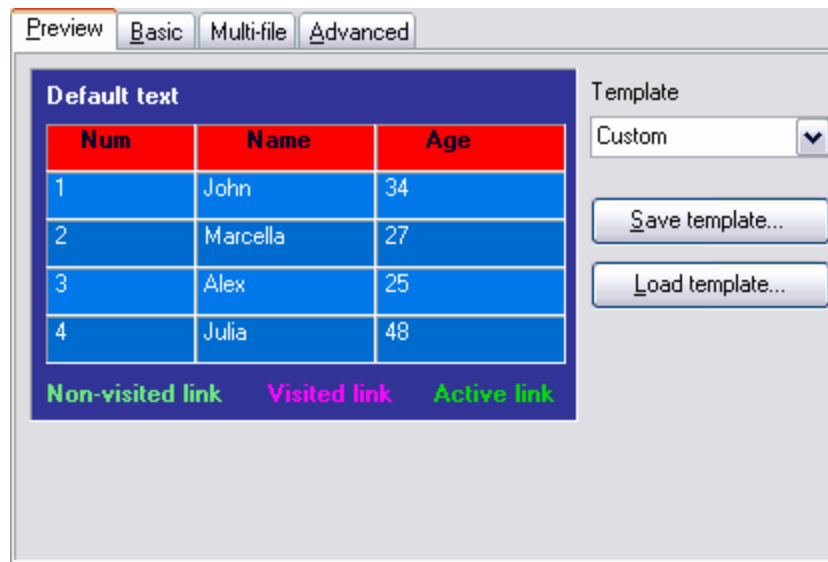 Preview Basic Multi-file Advanced
Default text
Template
Num Name Age
Custom
1 John 34
2 Marcella 27
Save template...
3 Alex 25
Load template...
4 Julia 48
Non-visited link Visited link Active link